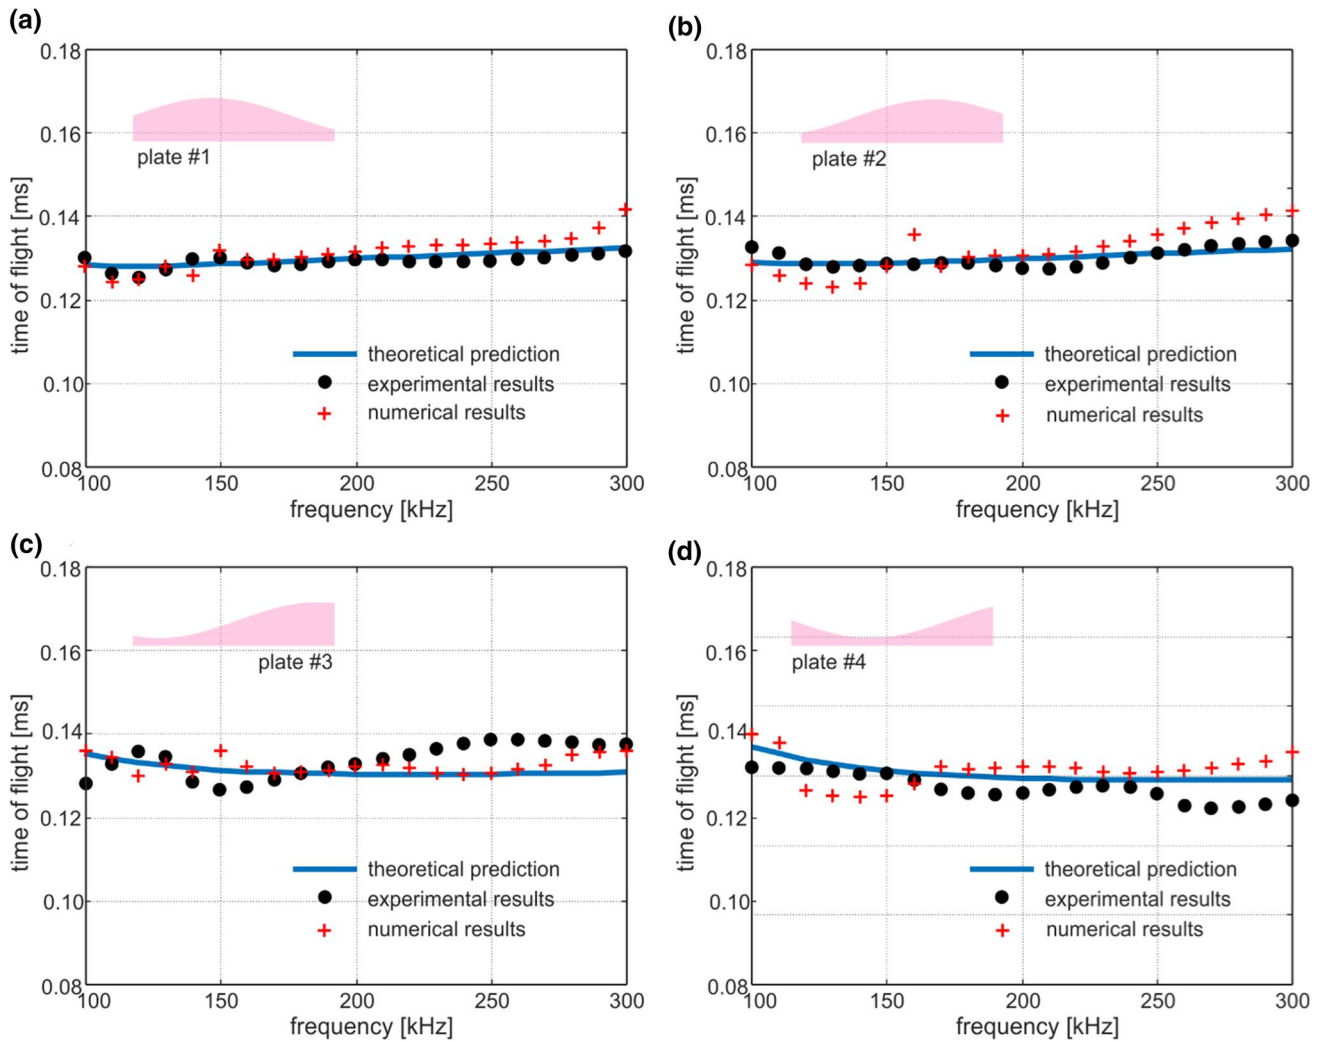 (a)
0.18
0.16
0.14
0.12
0.10
0.08
time of flight [ms]
plate #1
theoretical prediction
experimental results
numerical results
100 150 200 250 300
frequency [kHz]
(b)
0.18
0.16
0.14
0.12
0.10
0.08
time of flight [ms]
plate #2
theoretical prediction
experimental results
numerical results
100 150 200 250 300
frequency [kHz]
(c)
0.18
0.16
0.14
0.12
0.10
0.08
time of flight [ms]
plate #3
theoretical prediction
experimental results
numerical results
100 150 200 250 300
frequency [kHz]
(d)
0.18
0.16
0.14
0.12
0.10
0.08
time of flight [ms]
plate #4
theoretical prediction
experimental results
numerical results
100 150 200 250 300
frequency [kHz]